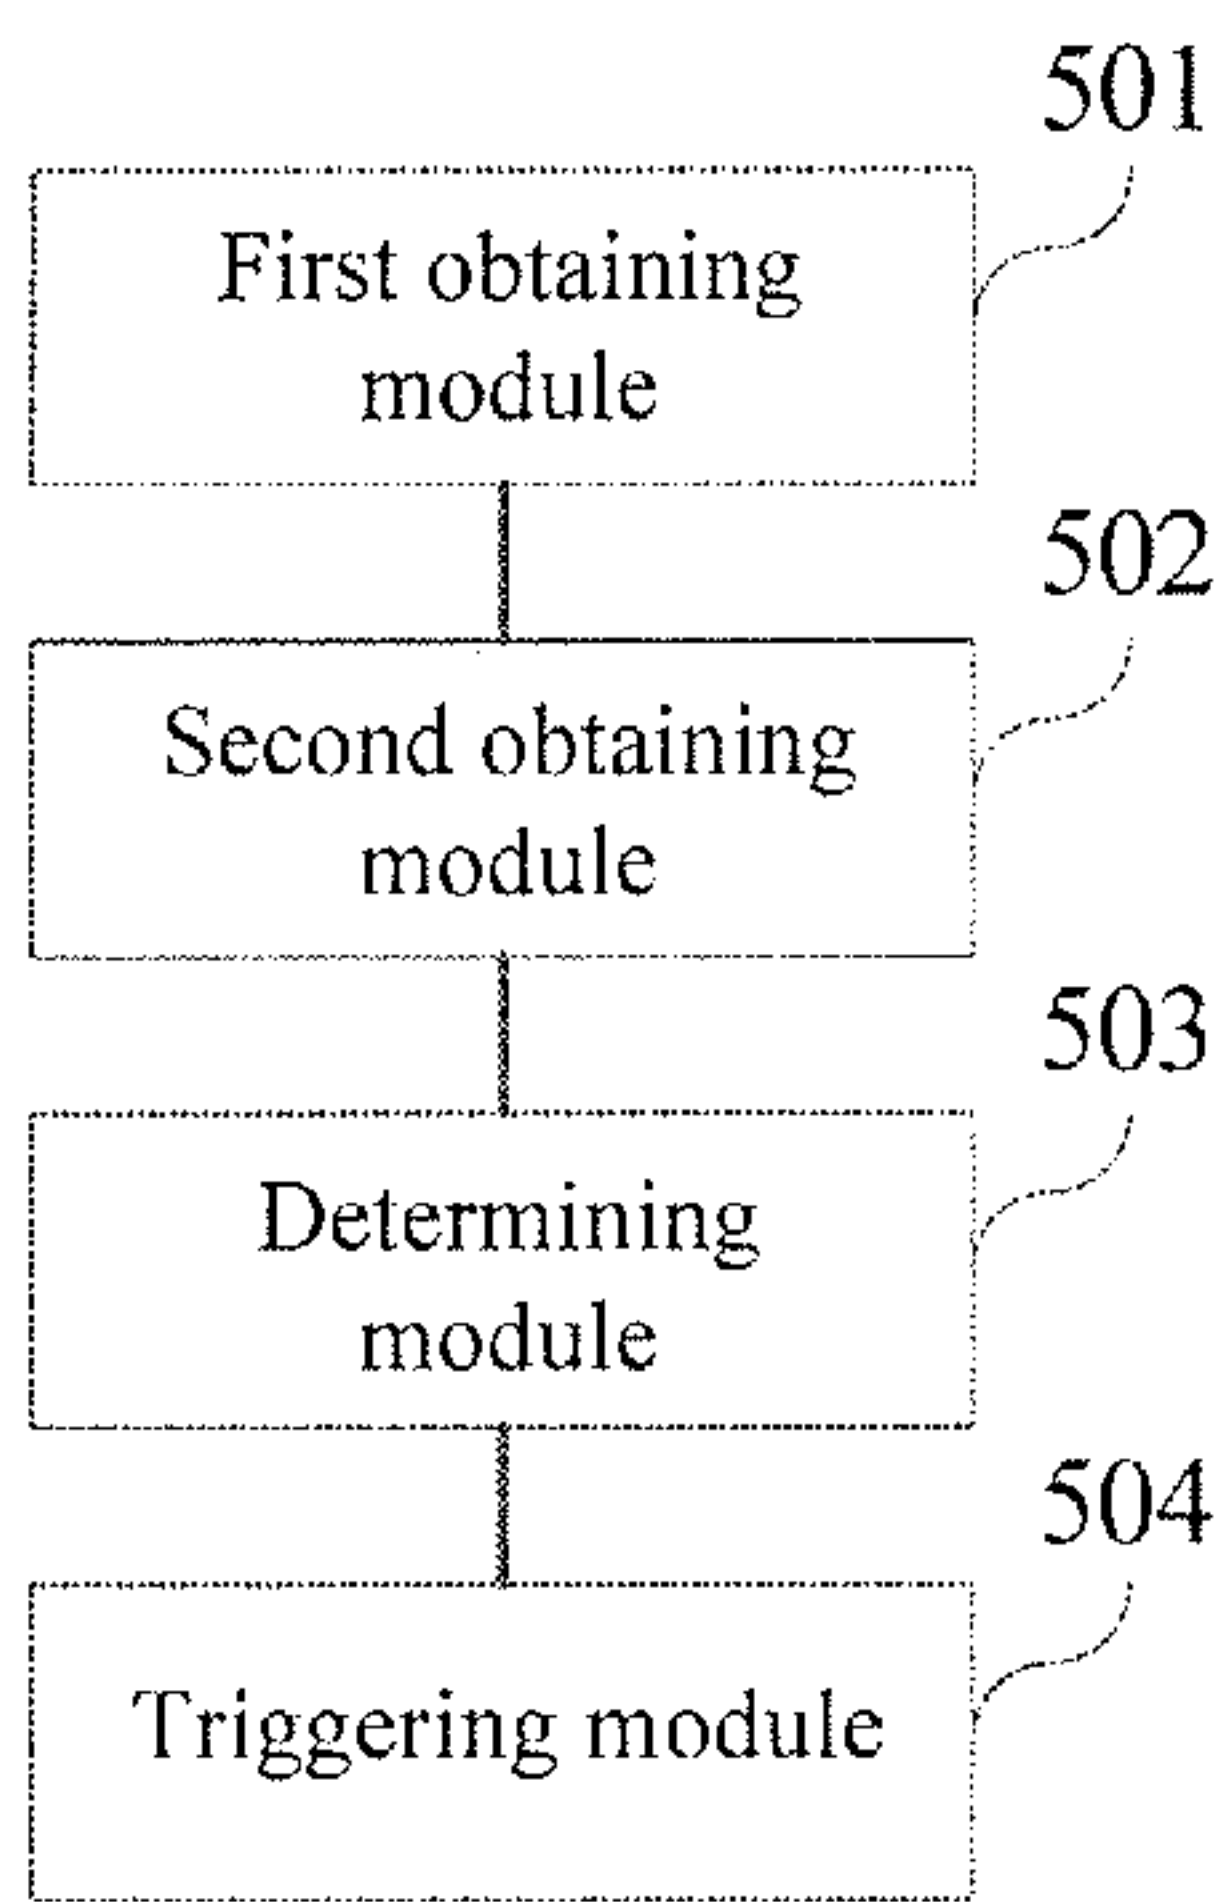 501
First obtaining
module
502
Second obtaining
module
503
Determining
module
504
Triggering module